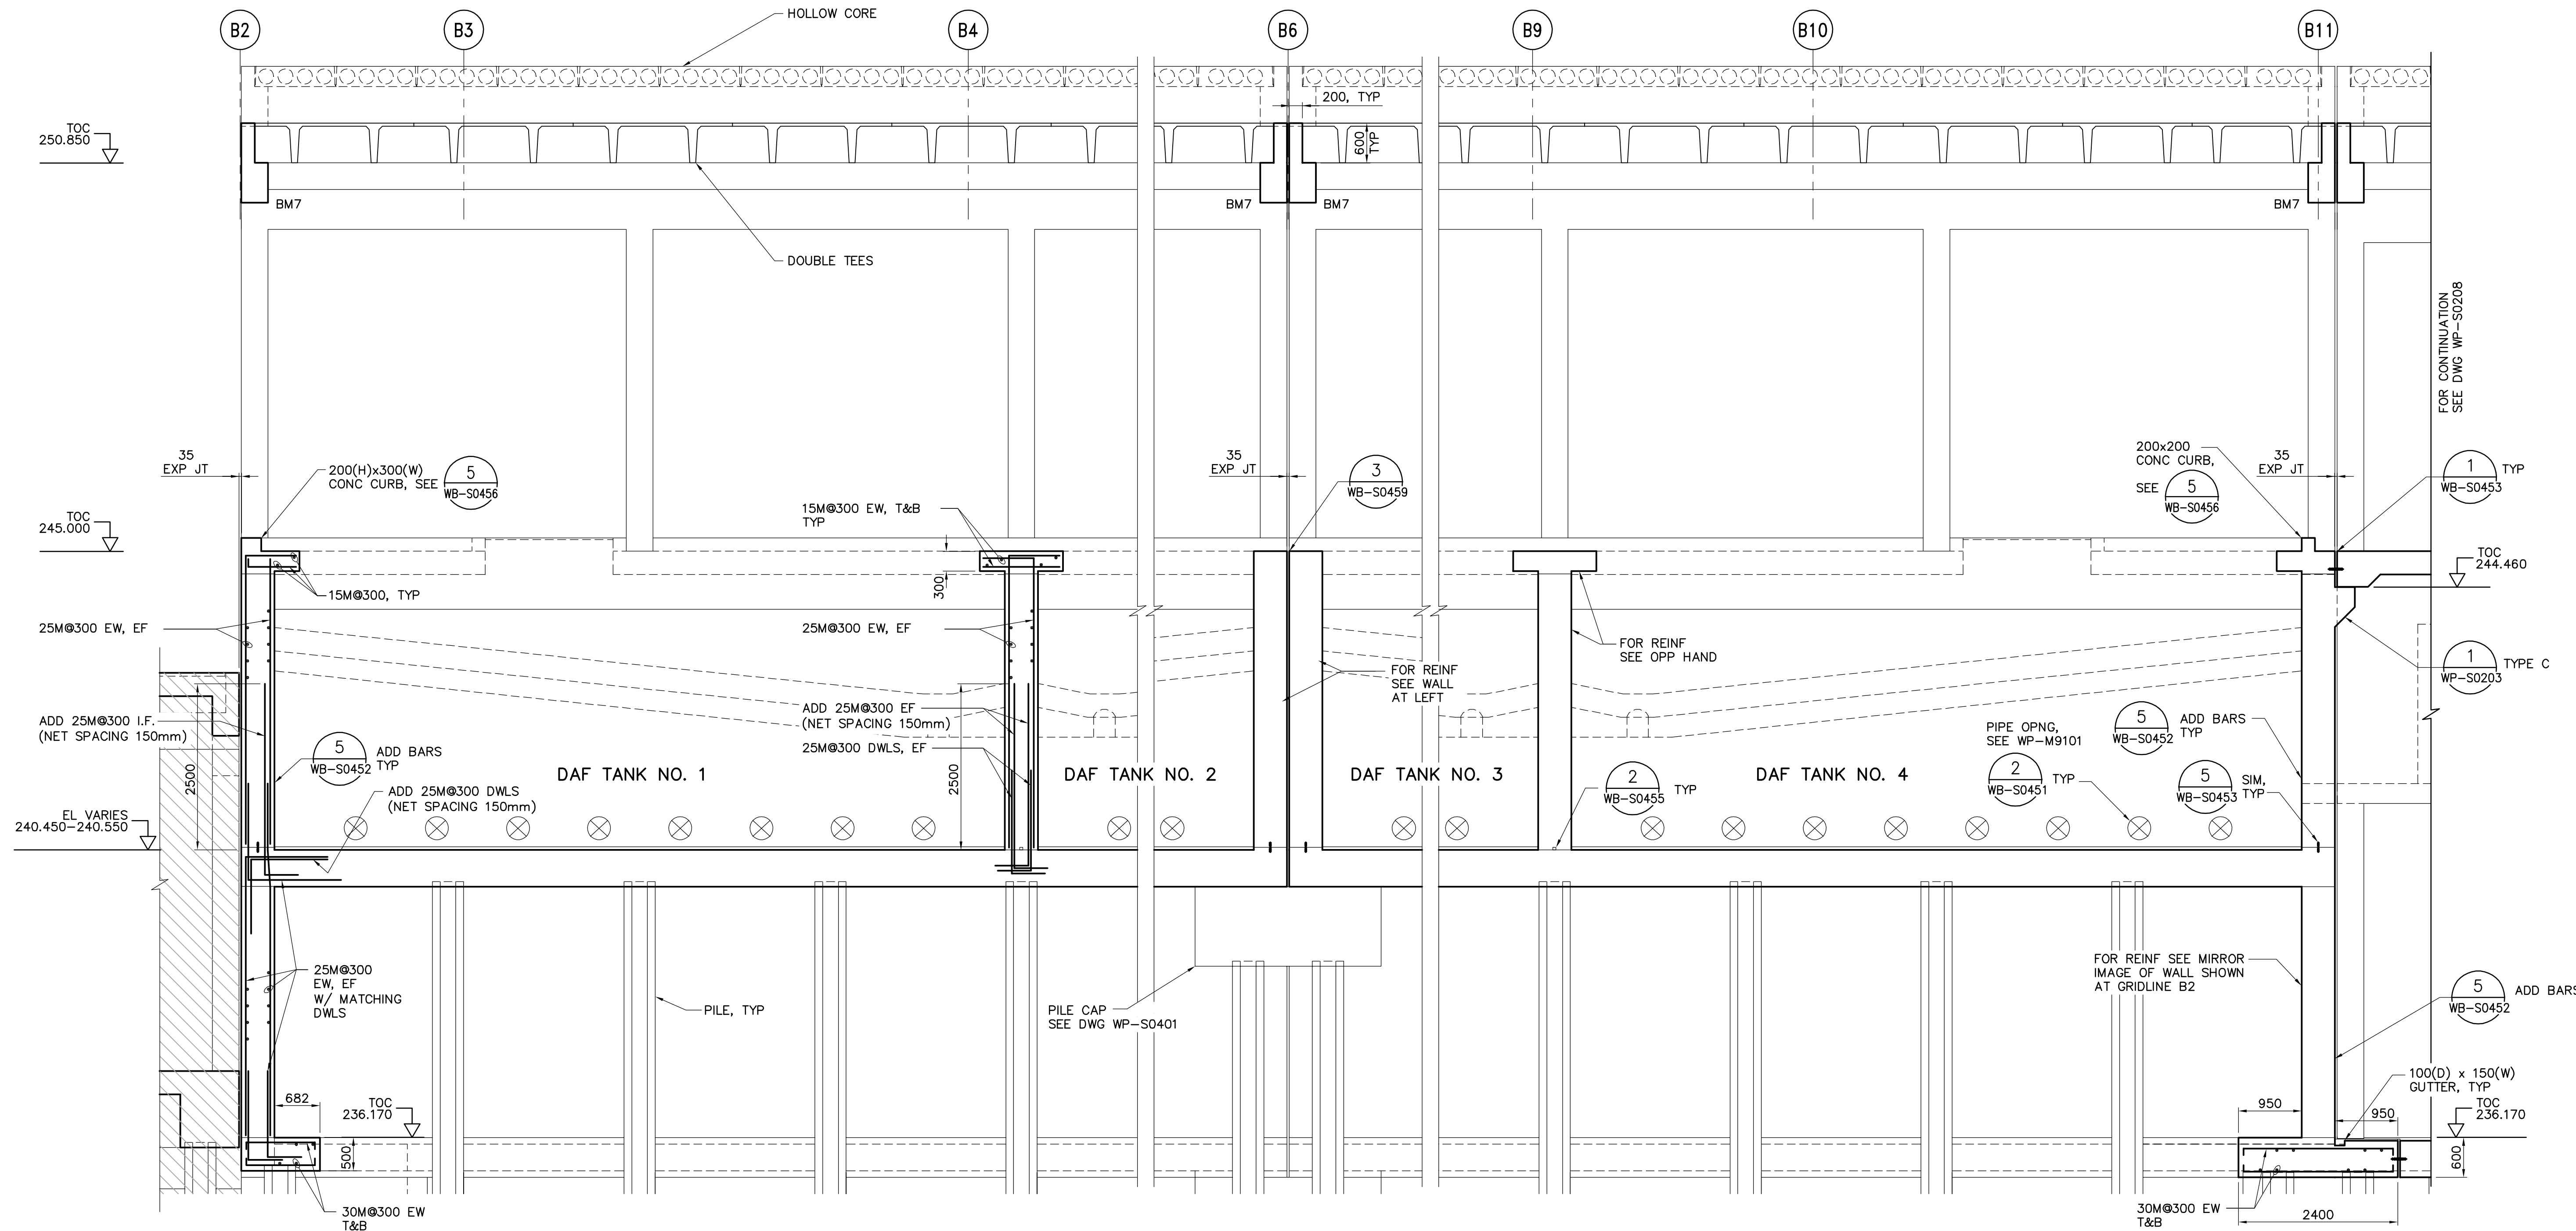 B2
B3
B4
B6
B9
B10
B11
HOLLOW CORE
200, TYP
TOC
250.850
600
TYP
BM7
BM7
BM7
BM7
DOUBLE TEES
FOR CONTINUATION
SEE DWG WP-S0208
35
EXP JT
200(H)x300(W)
CONC CURB, SEE
5
WB-S0456
35
EXP JT
3
WB-S0459
200x200
CONC CURB,
SEE
5
WB-S0456
35
EXP JT
1
WB-S0453
TYP
15M@300 EW, T&B
TYP
TOC
245.000
TOC
244.460
300
15M@300, TYP
25M@300 EW, EF
25M@300 EW, EF
FOR REINF
SEE OPP HAND
FOR REINF
SEE WALL
AT LEFT
1
WP-S0203
TYPE C
ADD 25M@300 I.F.
(NET SPACING 150mm)
ADD 25M@300 EF
(NET SPACING 150mm)
25M@300 DWLS, EF
5
WB-S0452
ADD BARS
TYP
PIPE OPNG,
SEE WP-M9101
5
WB-S0452
ADD BARS
TYP
2500
2500
DAF TANK NO. 1
DAF TANK NO. 2
DAF TANK NO. 3
DAF TANK NO. 4
ADD 25M@300 DWLS
(NET SPACING 150mm)
2
WB-S0455
TYP
2
WB-S0451
TYP
5
WB-S0453
SIM,
TYP
EL VARIES
240.450-240.550
25M@300
EW, EF
W/ MATCHING
DWLS
PILE, TYP
PILE CAP
SEE DWG WP-S0401
FOR REINF SEE MIRROR
IMAGE OF WALL SHOWN
AT GRIDLINE B2
5
WB-S0452
ADD BARS
100(D) x 150(W)
GUTTER, TYP
682
TOC
236.170
950
950
TOC
236.170
500
600
30M@300 EW
T&B
30M@300 EW
T&B
2400